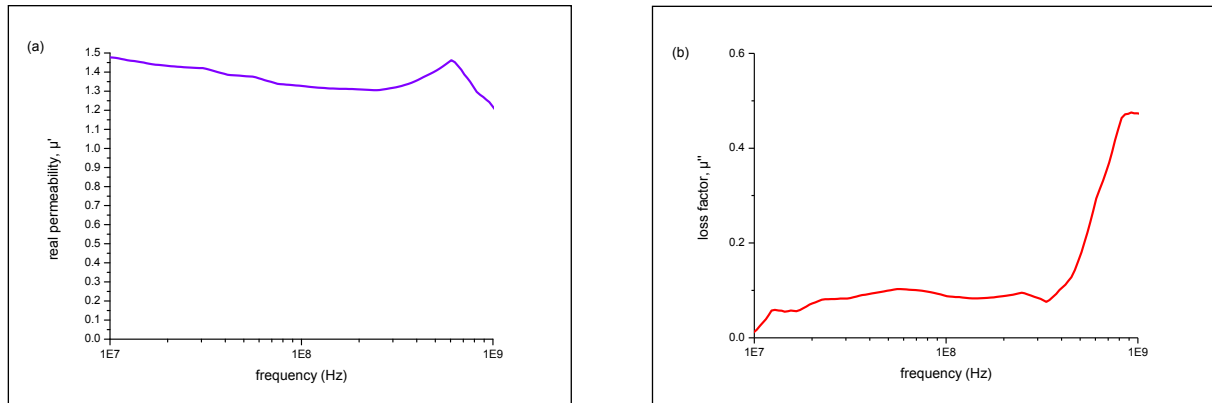 (a)
1.5
1.4
1.3
1.2
1.1
1.0
0.9
0.8
0.7
0.6
0.5
0.4
0.3
0.2
0.1
0.0
real permeability, µ'
1E7 1E8 1E9
frequency (Hz)
(b)
0.6
0.4
0.2
0.0
loss factor, µ"
1E7 1E8 1E9
frequency (Hz)